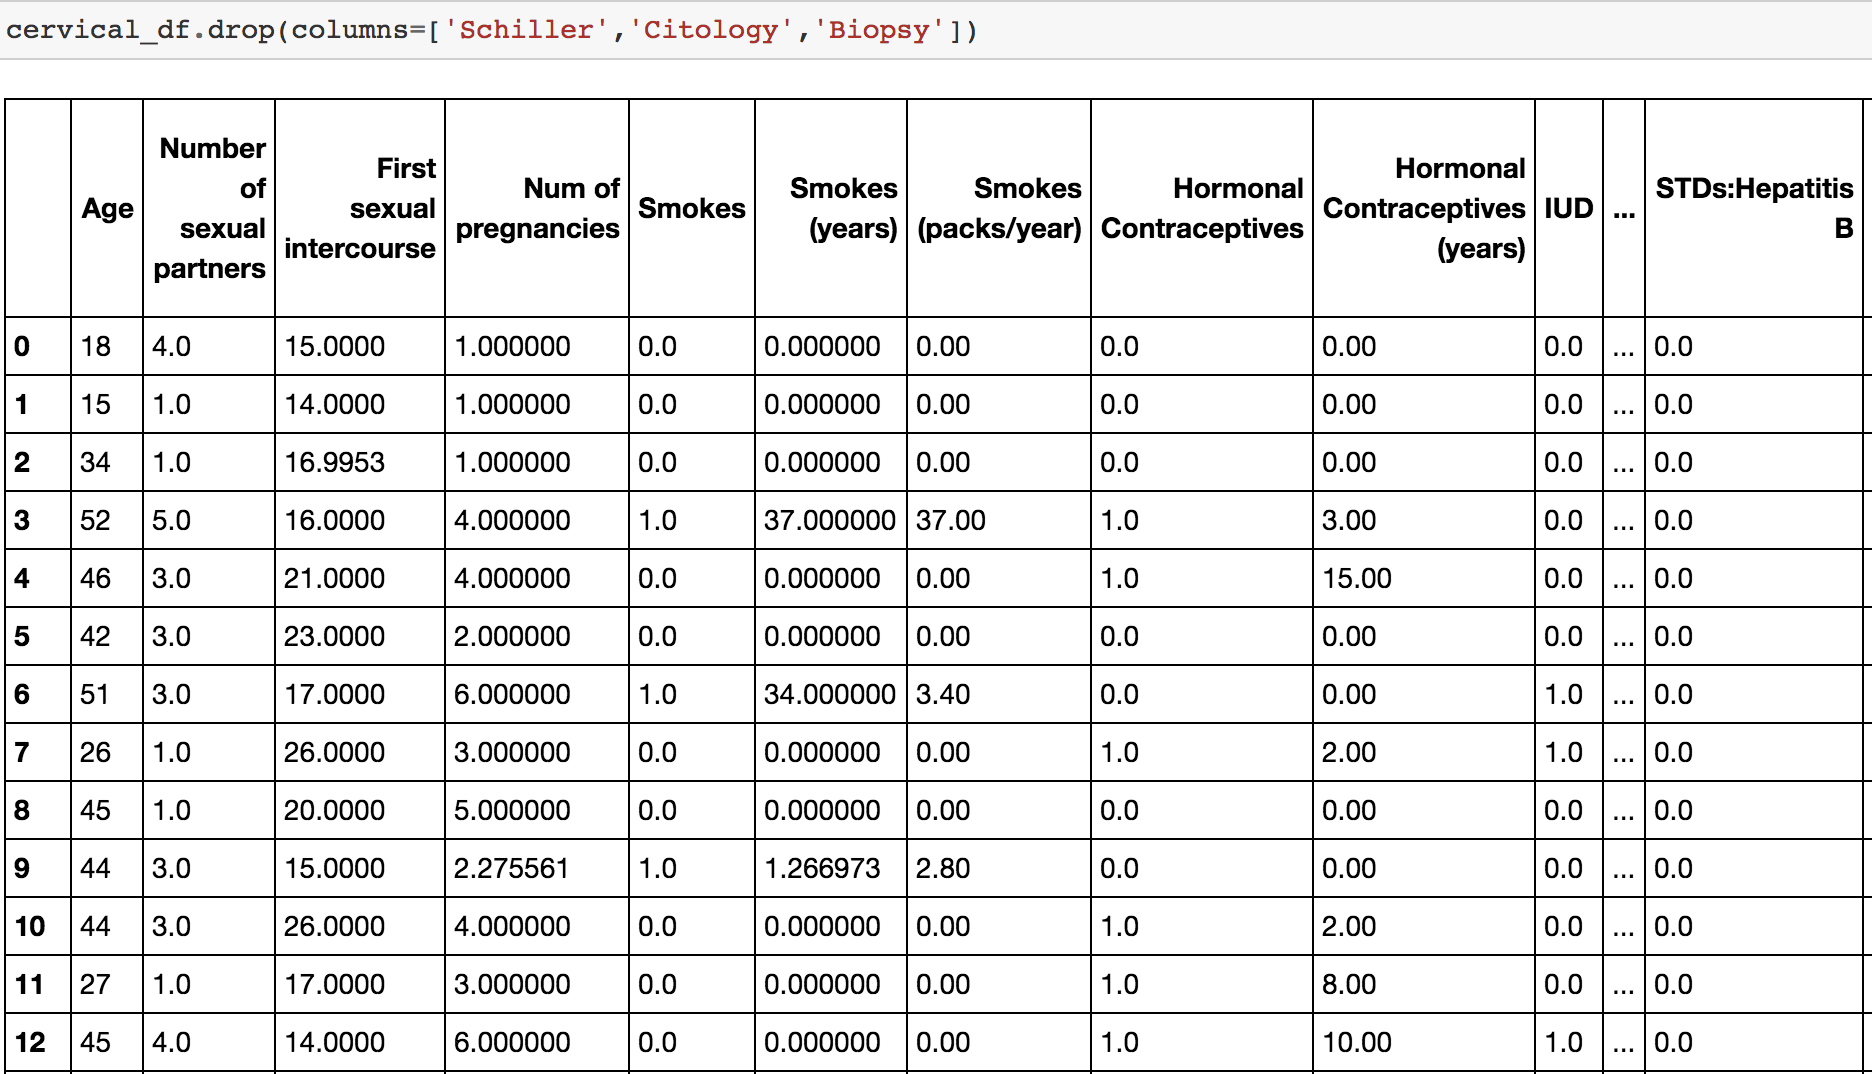 cervical_df.drop(columns=['Schiller','Citology','Biopsy'])
Age Number of sexual partners First sexual intercourse Num of pregnancies Smokes Smokes (years) Smokes (packs/year) Hormonal Contraceptives Hormonal Contraceptives (years) IUD ... STDs:Hepatitis B
0 18 4.0 15.0000 1.000000 0.0 0.000000 0.00 0.0 0.00 0.0 ... 0.0
1 15 1.0 14.0000 1.000000 0.0 0.000000 0.00 0.0 0.00 0.0 ... 0.0
2 34 1.0 16.9953 1.000000 0.0 0.000000 0.00 0.0 0.00 0.0 ... 0.0
3 52 5.0 16.0000 4.000000 1.0 37.000000 37.00 1.0 3.00 0.0 ... 0.0
4 46 3.0 21.0000 4.000000 0.0 0.000000 0.00 1.0 15.00 0.0 ... 0.0
5 42 3.0 23.0000 2.000000 0.0 0.000000 0.00 0.0 0.00 0.0 ... 0.0
6 51 3.0 17.0000 6.000000 1.0 34.000000 3.40 0.0 0.00 1.0 ... 0.0
7 26 1.0 26.0000 3.000000 0.0 0.000000 0.00 1.0 2.00 1.0 ... 0.0
8 45 1.0 20.0000 5.000000 0.0 0.000000 0.00 0.0 0.00 0.0 ... 0.0
9 44 3.0 15.0000 2.275561 1.0 1.266973 2.80 0.0 0.00 0.0 ... 0.0
10 44 3.0 26.0000 4.000000 0.0 0.000000 0.00 1.0 2.00 0.0 ... 0.0
11 27 1.0 17.0000 3.000000 0.0 0.000000 0.00 1.0 8.00 0.0 ... 0.0
12 45 4.0 14.0000 6.000000 0.0 0.000000 0.00 1.0 10.00 1.0 ... 0.0